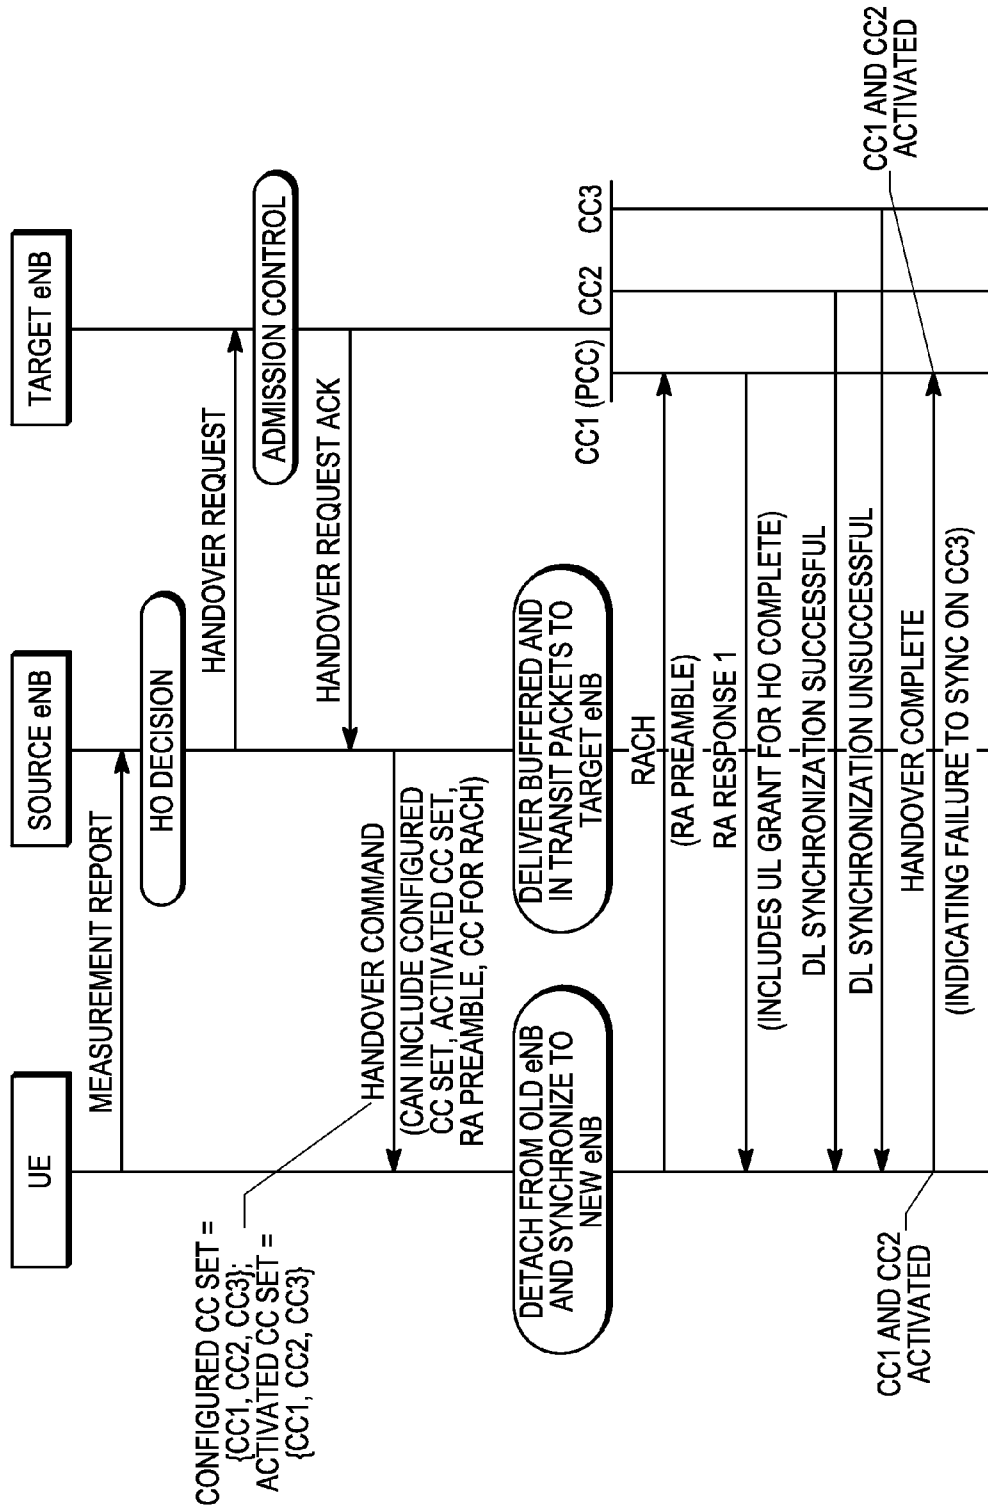 UE
SOURCE eNB
TARGET eNB
MEASUREMENT REPORT
HO DECISION
HANDOVER REQUEST
ADMISSION CONTROL
HANDOVER REQUEST ACK
CONFIGURED CC SET =
{CC1, CC2, CC3};
ACTIVATED CC SET =
{CC1, CC2, CC3}
HANDOVER COMMAND
(CAN INCLUDE CONFIGURED
CC SET, ACTIVATED CC SET,
RA PREAMBLE, CC FOR RACH)
DETACH FROM OLD eNB
AND SYNCHRONIZE TO
NEW eNB
DELIVER BUFFERED AND
IN TRANSIT PACKETS TO
TARGET eNB
CC1 (PCC)
CC2
CC3
RACH
(RA PREAMBLE)
RA RESPONSE 1
(INCLUDES UL GRANT FOR HO COMPLETE)
DL SYNCHRONIZATION SUCCESSFUL
DL SYNCHRONIZATION UNSUCCESSFUL
HANDOVER COMPLETE
(INDICATING FAILURE TO SYNC ON CC3)
CC1 AND CC2
ACTIVATED
CC1 AND CC2
ACTIVATED